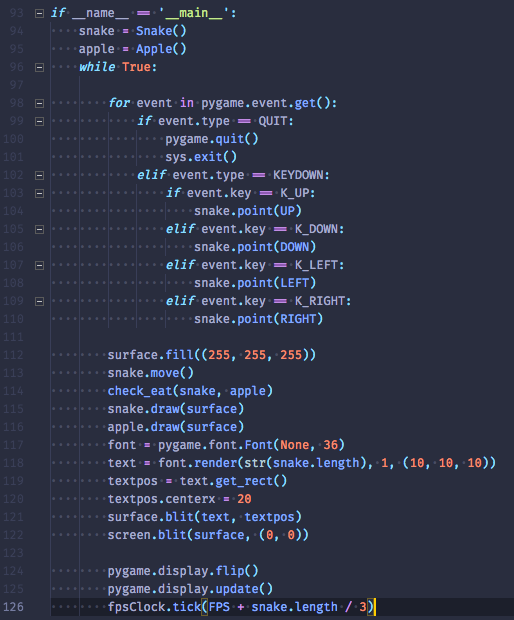 93 if __name__ == '__main__':
94 snake = Snake()
95 apple = Apple()
96 while True:
97
98 for event in pygame.event.get():
99 if event.type == QUIT:
100 pygame.quit()
101 sys.exit()
102 elif event.type == KEYDOWN:
103 if event.key == K_UP:
104 snake.point(UP)
105 elif event.key == K_DOWN:
106 snake.point(DOWN)
107 elif event.key == K_LEFT:
108 snake.point(LEFT)
109 elif event.key == K_RIGHT:
110 snake.point(RIGHT)
111
112 surface.fill((255, 255, 255))
113 snake.move()
114 check_eat(snake, apple)
115 snake.draw(surface)
116 apple.draw(surface)
117 font = pygame.font.Font(None, 36)
118 text = font.render(str(snake.length), 1, (10, 10, 10))
119 textpos = text.get_rect()
120 textpos.centerx = 20
121 surface.blit(text, textpos)
122 screen.blit(surface, (0, 0))
123
124 pygame.display.flip()
125 pygame.display.update()
126 fpsClock.tick(FPS + snake.length / 3)